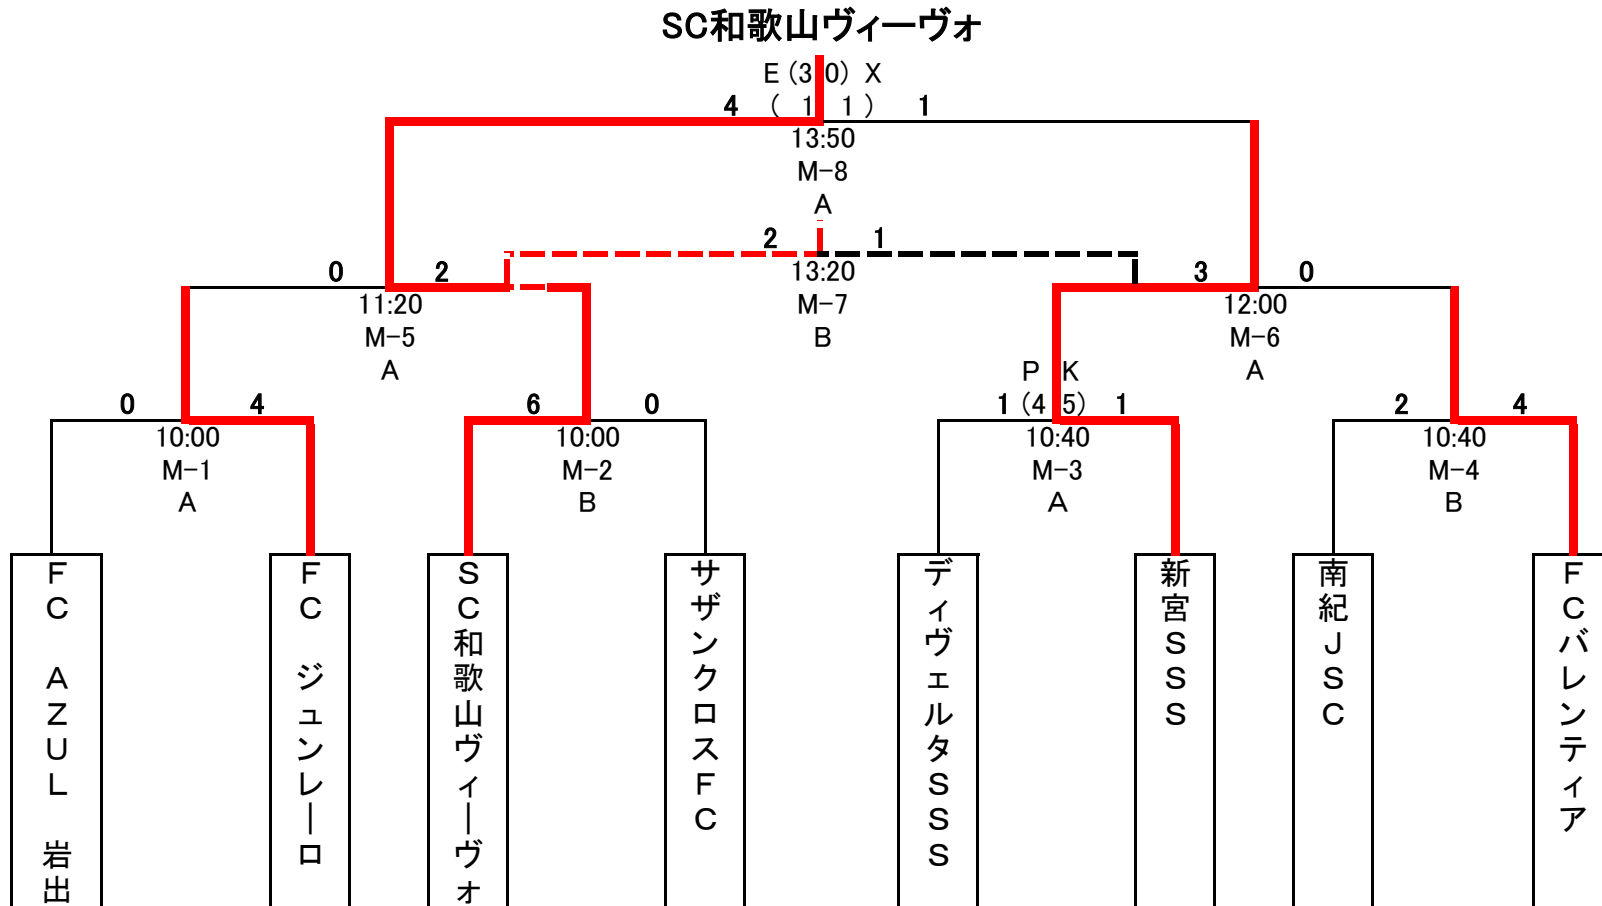 SC和歌山ヴィーヴォ
E (3 0) X
4 ( 1 1 ) 1
13:50
M-8
A
2 1
13:20
M-7
B
0 2
11:20
M-5
A
3 0
12:00
M-6
A
0 4
10:00
M-1
A
6 0
10:00
M-2
B
P K
1 (4 5) 1
10:40
M-3
A
2 4
10:40
M-4
B
FC AZUL 岩出
FC ジュンレーロ
SC和歌山ヴィーヴォ
サザンクロスFC
ディヴェルタSSS
新宮SSS
南紀JSC
FCバレンティア